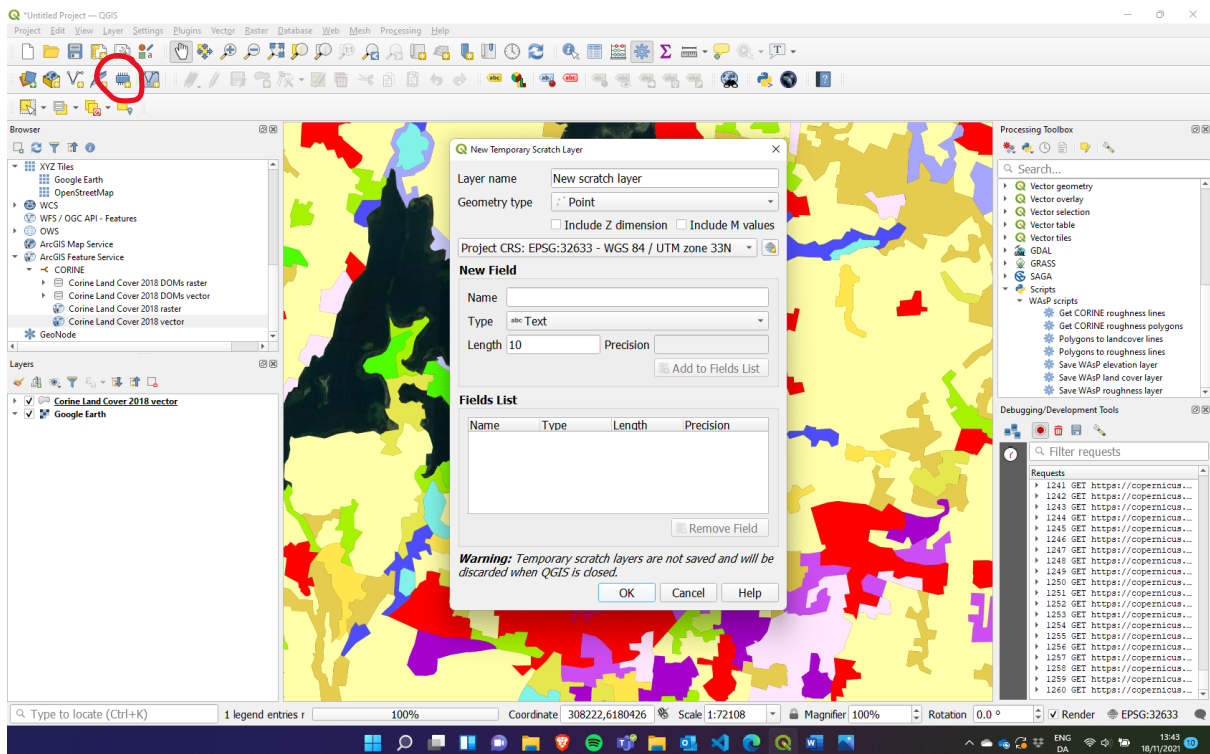 *Untitled Project — QGIS
Project Edit View Layer Settings Plugins Vector Raster Database Web Mesh Processing Help
Browser
XYZ Tiles
Google Earth
OpenStreetMap
WCS
WFS / OGC API - Features
OWS
ArcGIS Map Service
ArcGIS Feature Service
CORINE
Corine Land Cover 2018 DOMs raster
Corine Land Cover 2018 DOMs vector
Corine Land Cover 2018 raster
Corine Land Cover 2018 vector
GeoNode
Layers
Corine Land Cover 2018 vector
Google Earth
New Temporary Scratch Layer
Layer name New scratch layer
Geometry type Point
Include Z dimension Include M values
Project CRS: EPSG:32633 - WGS 84 / UTM zone 33N
New Field
Name
Type abc Text
Length 10 Precision
Add to Fields List
Fields List
Name Type Length Precision
Remove Field
Warning: Temporary scratch layers are not saved and will be
discarded when QGIS is closed.
OK Cancel Help
Processing Toolbox
Search...
Vector geometry
Vector overlay
Vector selection
Vector table
Vector tiles
GDAL
GRASS
SAGA
Scripts
WAsP scripts
Get CORINE roughness lines
Get CORINE roughness polygons
Polygons to landcover lines
Polygons to roughness lines
Save WAsP elevation layer
Save WAsP land cover layer
Save WAsP roughness layer
Debugging/Development Tools
Filter requests
Requests
1241 GET https://copernicus...
1242 GET https://copernicus...
1243 GET https://copernicus...
1244 GET https://copernicus...
1245 GET https://copernicus...
1246 GET https://copernicus...
1247 GET https://copernicus...
1248 GET https://copernicus...
1249 GET https://copernicus...
1250 GET https://copernicus...
1251 GET https://copernicus...
1252 GET https://copernicus...
1253 GET https://copernicus...
1254 GET https://copernicus...
1255 GET https://copernicus...
1256 GET https://copernicus...
1257 GET https://copernicus...
1258 GET https://copernicus...
1259 GET https://copernicus...
1260 GET https://copernicus...
Type to locate (Ctrl+K) 1 legend entries r 100% Coordinate 308222,6180426 Scale 1:72108 Magnifier 100% Rotation 0.0 ° Render EPSG:32633
ENG
DA
13:43
18/11/2021
10